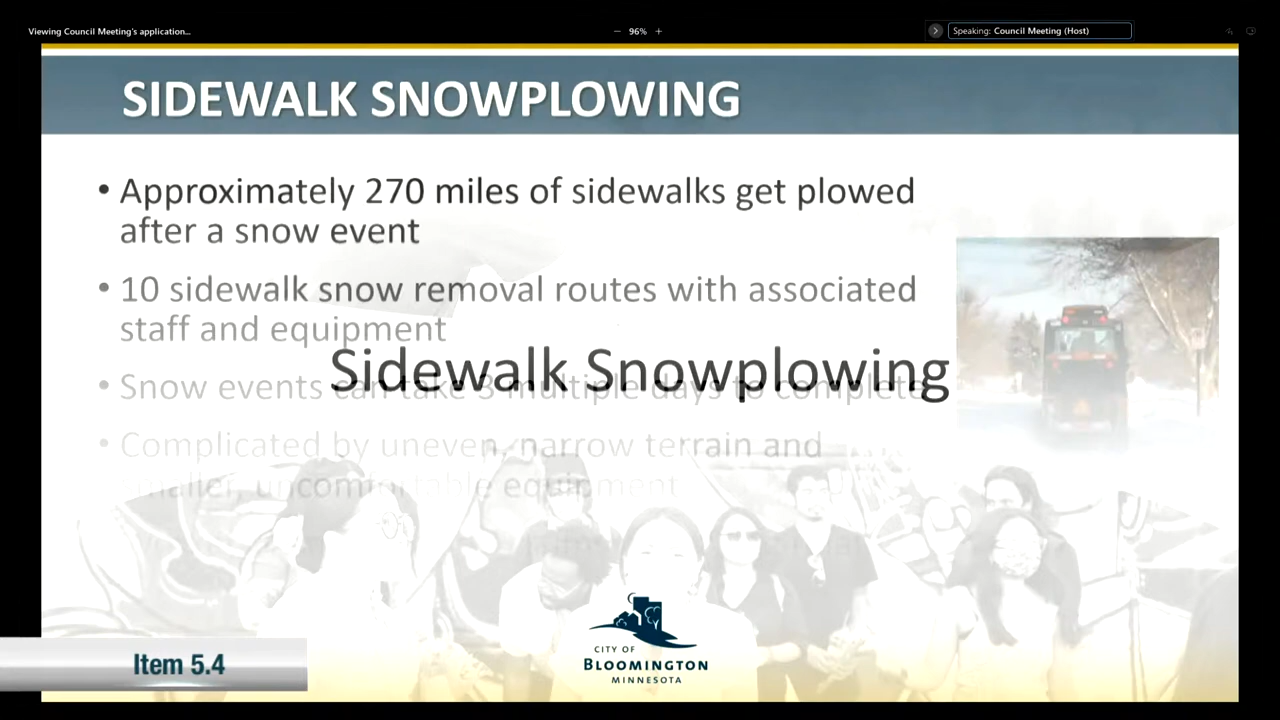 Viewing Council Meeting's application...
− 96% +
Speaking: Council Meeting (Host)
SIDEWALK SNOWPLOWING
• Approximately 270 miles of sidewalks get plowed
after a snow event
• 10 sidewalk snow removal routes with associated
staff and equipment
Sidewalk Snowplowing
• Snow events can take 3 multiple days to complete
• Complicated by uneven, narrow terrain and
smaller, uncomfortable equipment
CITY OF
BLOOMINGTON
MINNESOTA
Item 5.4